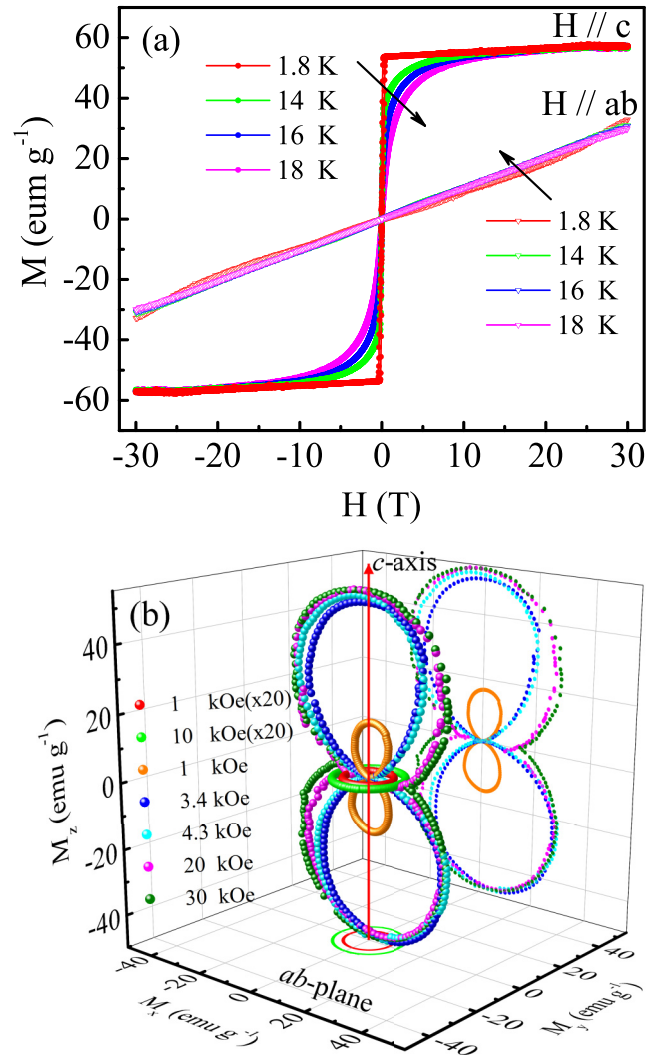 (a)
H // c
60
1.8 K
14 K
16 K
18 K
40
H // ab
20
0
1.8 K
14 K
16 K
18 K
-20
-40
-60
M (eum g⁻¹)
-30 -20 -10 0 10 20 30
H (T)
(b)
c-axis
40
20
0
-20
-40
M_z (emu g⁻¹)
1 kOe(x20)
10 kOe(x20)
1 kOe
3.4 kOe
4.3 kOe
20 kOe
30 kOe
ab-plane
-40 -20 0 20 40
M_x (emu g⁻¹)
-40 -20 0 20 40
M_y (emu g⁻¹)